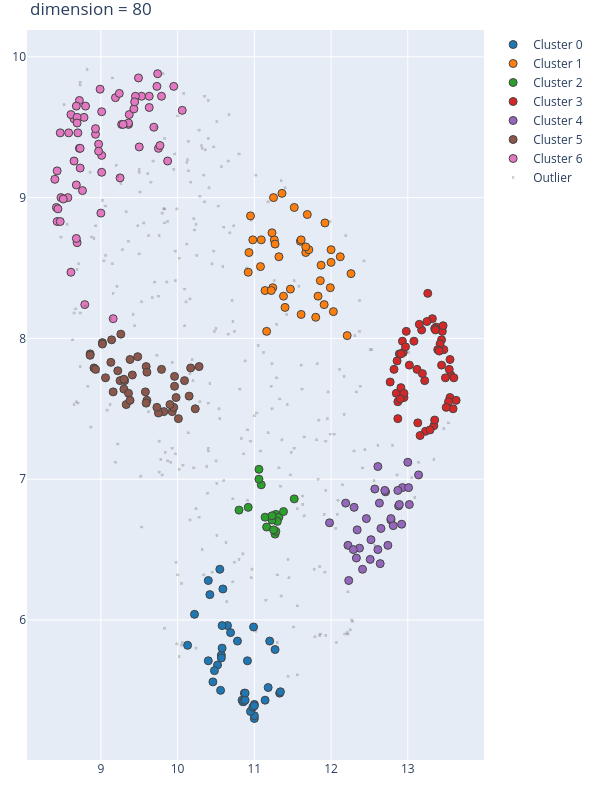 dimension = 80
Cluster 0
Cluster 1
Cluster 2
Cluster 3
Cluster 4
Cluster 5
Cluster 6
Outlier
10
9
8
7
6
9 10 11 12 13